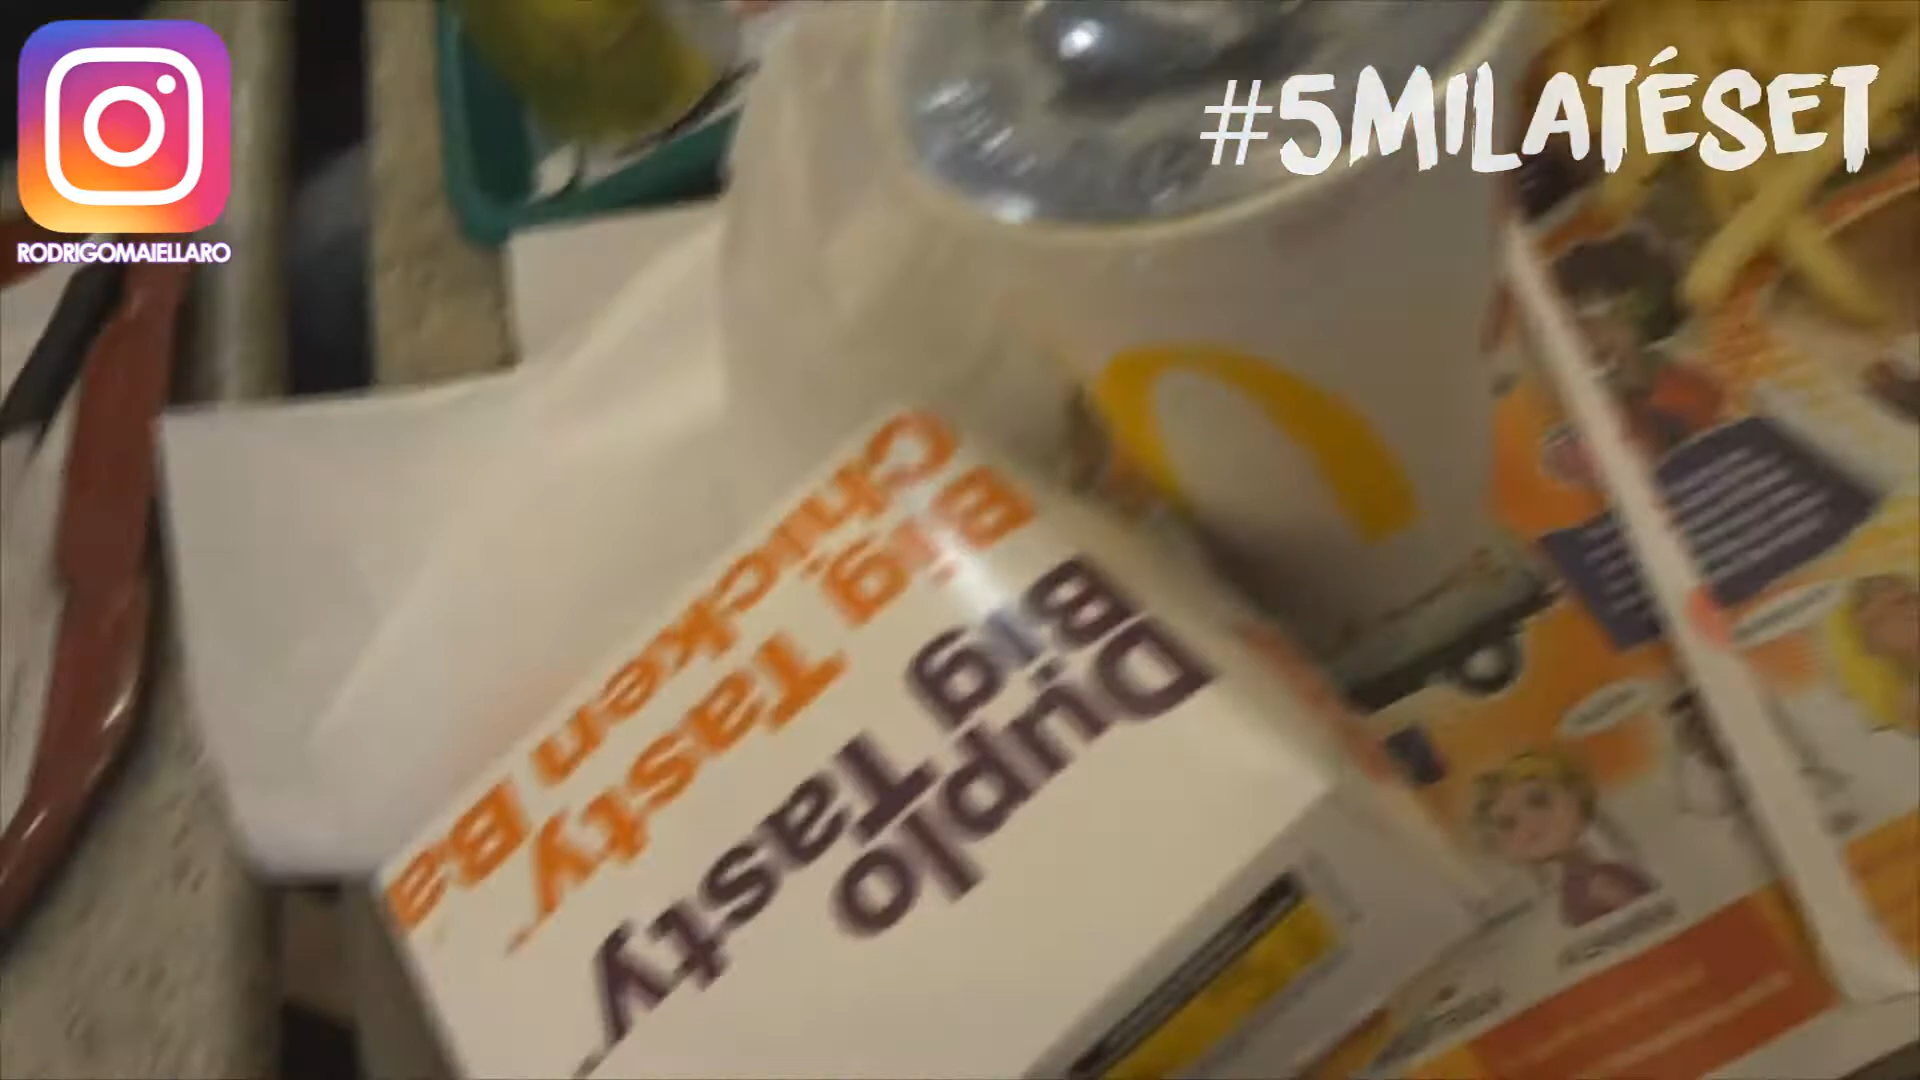 #5MILATÉSET
RODRIGOMAIELLARO
Duplo
Big Tasty
Big Tasty
Chicken Ba